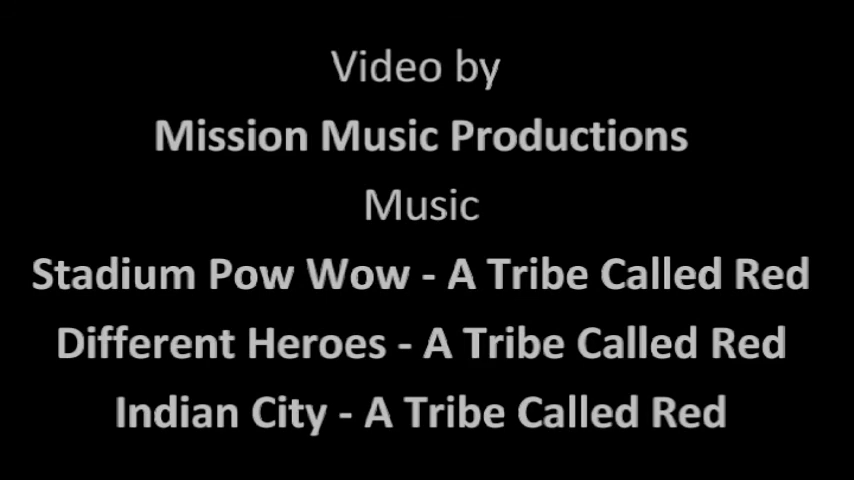 Video by
Mission Music Productions
Music
Stadium Pow Wow - A Tribe Called Red
Different Heroes - A Tribe Called Red
Indian City - A Tribe Called Red